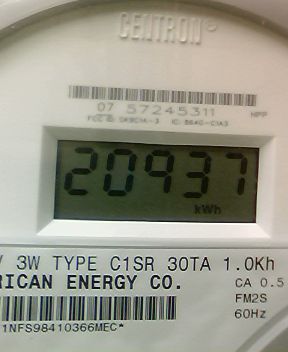 CENTRON®
07 57245311
20937
kWh
3W TYPE C1SR 30TA 1.0Kh
RICAN ENERGY CO.
CA 0.5
FM2S
60Hz
1NFS98410366MEC*